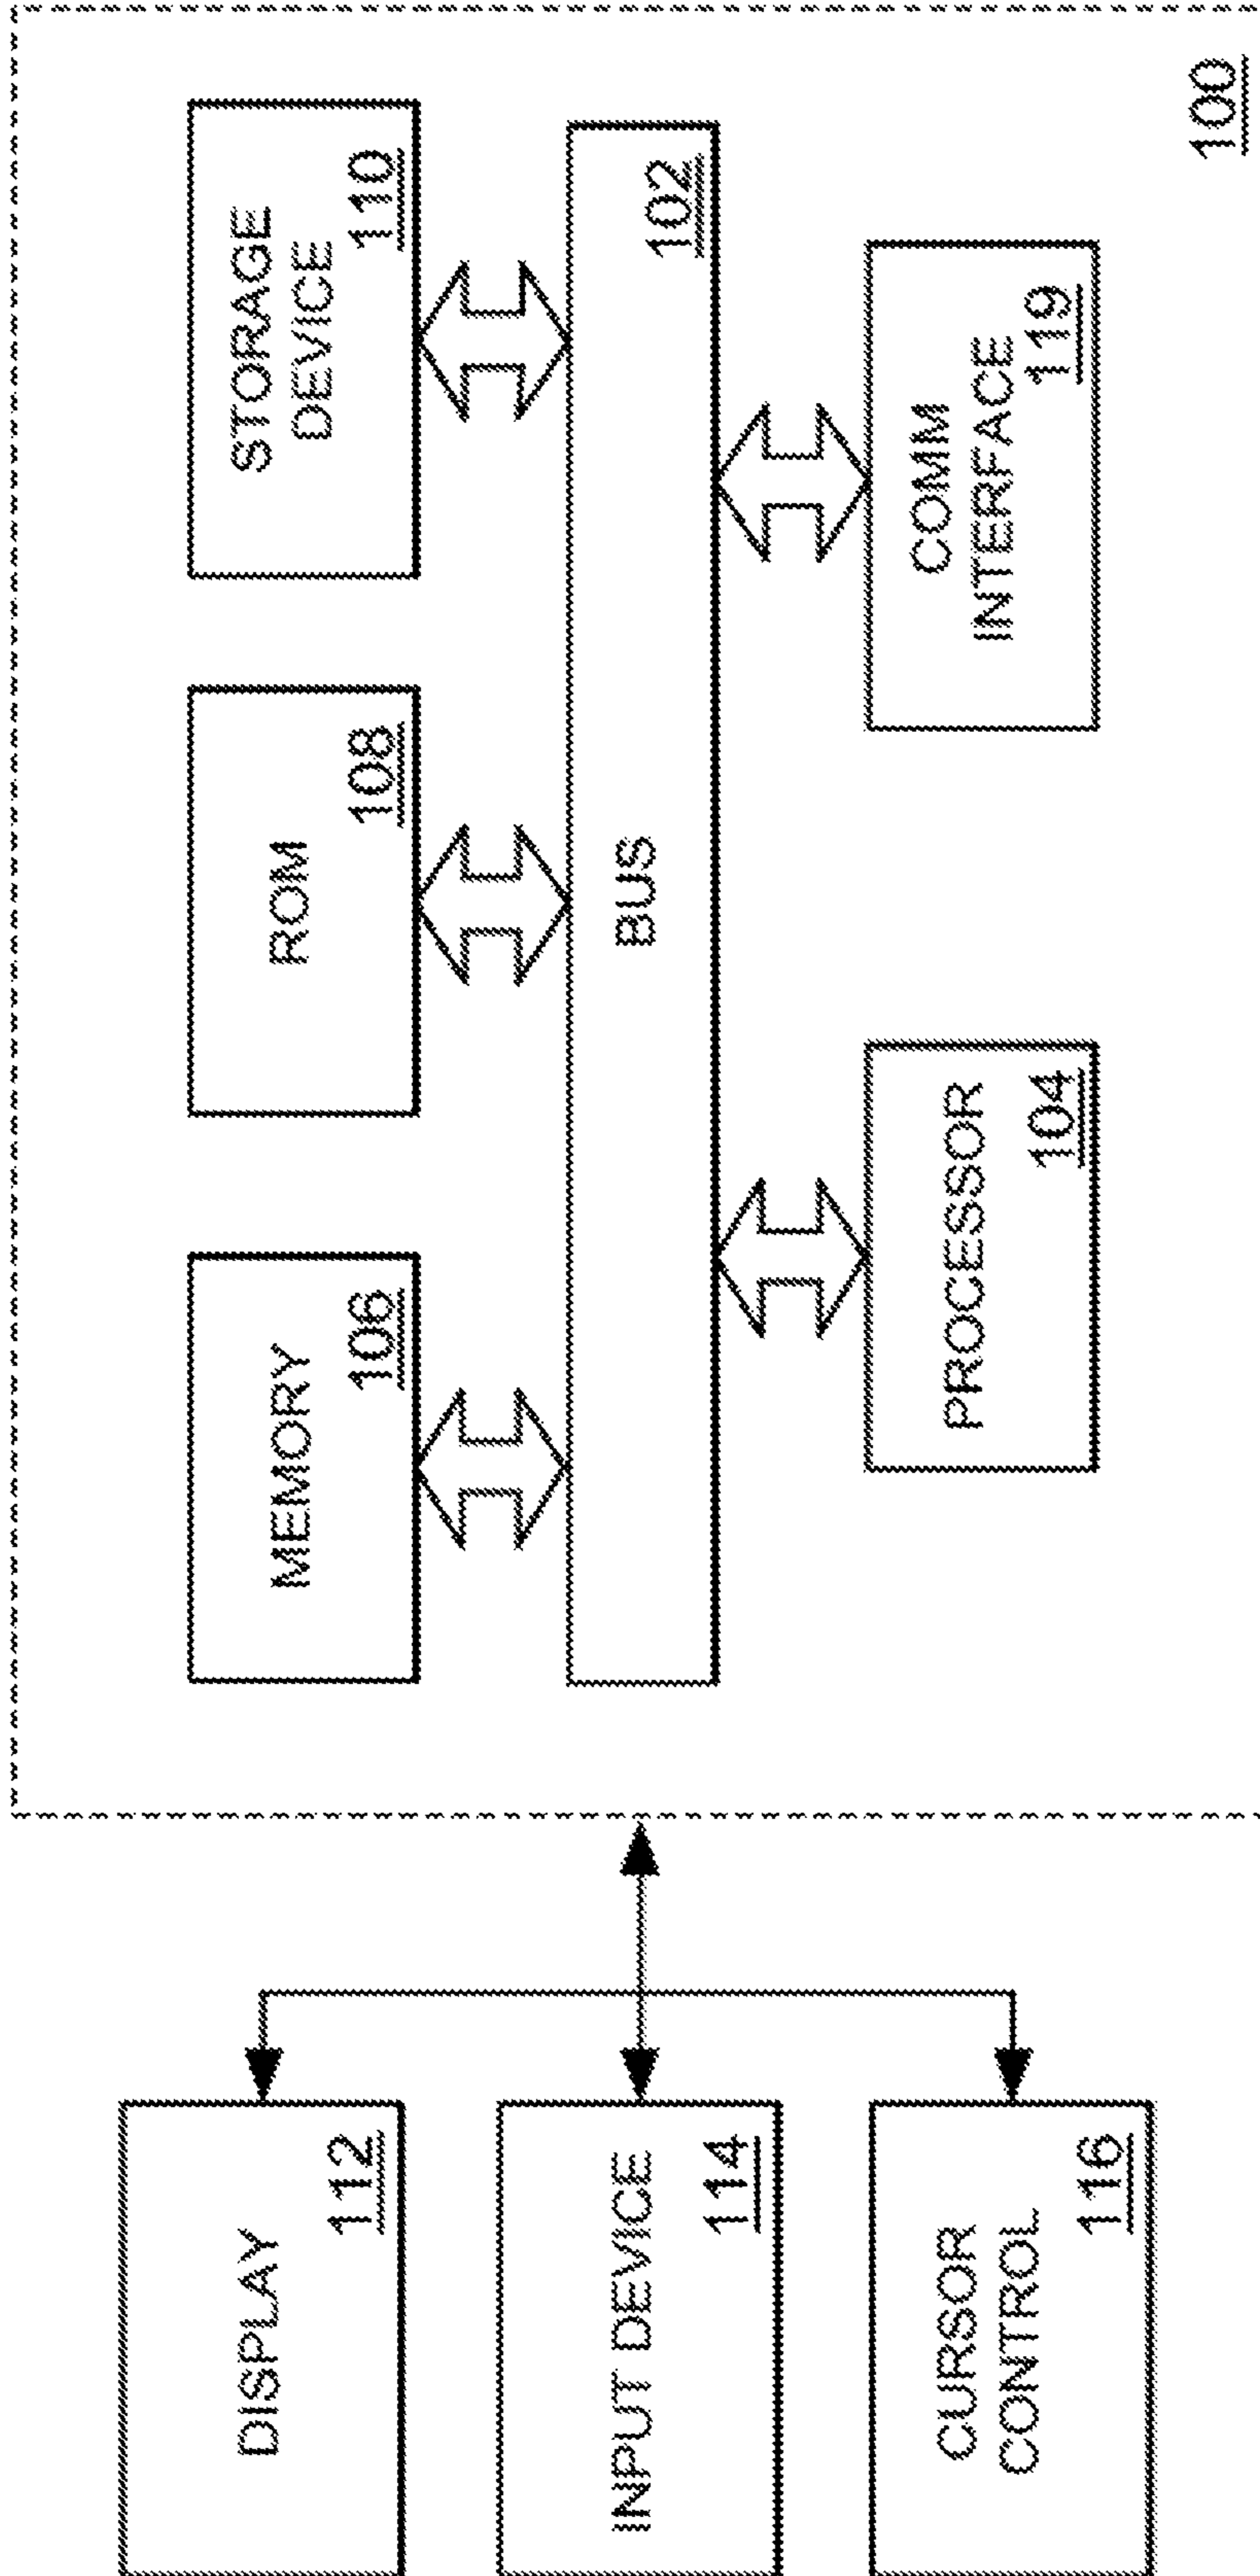 DISPLAY
112
INPUT DEVICE
114
CURSOR
CONTROL
116
MEMORY
106
ROM
108
STORAGE
DEVICE
110
BUS
102
PROCESSOR
104
COMM
INTERFACE
119
100